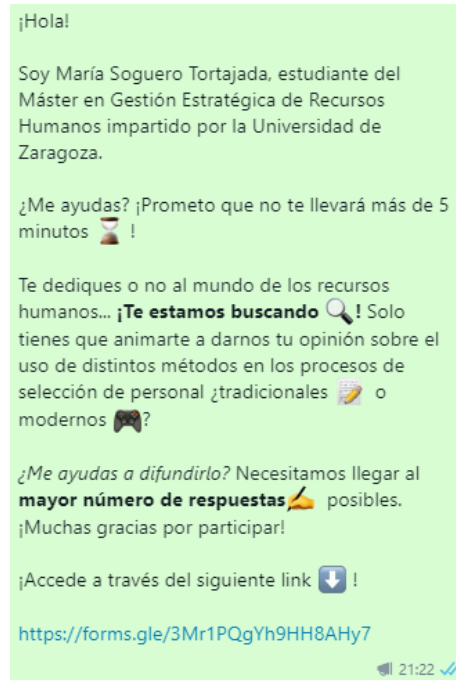 ¡Hola!
Soy María Soguero Tortajada, estudiante del
Máster en Gestión Estratégica de Recursos
Humanos impartido por la Universidad de
Zaragoza.
¿Me ayudas? ¡Prometo que no te llevará más de 5
minutos ⏳ !
Te dediques o no al mundo de los recursos
humanos... ¡Te estamos buscando 🔍! Solo
tienes que animarte a darnos tu opinión sobre el
uso de distintos métodos en los procesos de
selección de personal ¿tradicionales 📝 o
modernos 🎮?
¿Me ayudas a difundirlo? Necesitamos llegar al
mayor número de respuestas✍ posibles.
¡Muchas gracias por participar!
¡Accede a través del siguiente link ⬇ !
https://forms.gle/3Mr1PQgYh9HH8AHy7
21:22